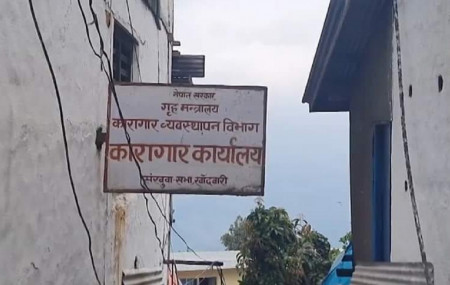 नेपाल सरकार
गृह मन्त्रालय
कारागार व्यवस्थापन विभाग
कारागार कार्यालय
संखुवा सभा, खाँदबारी